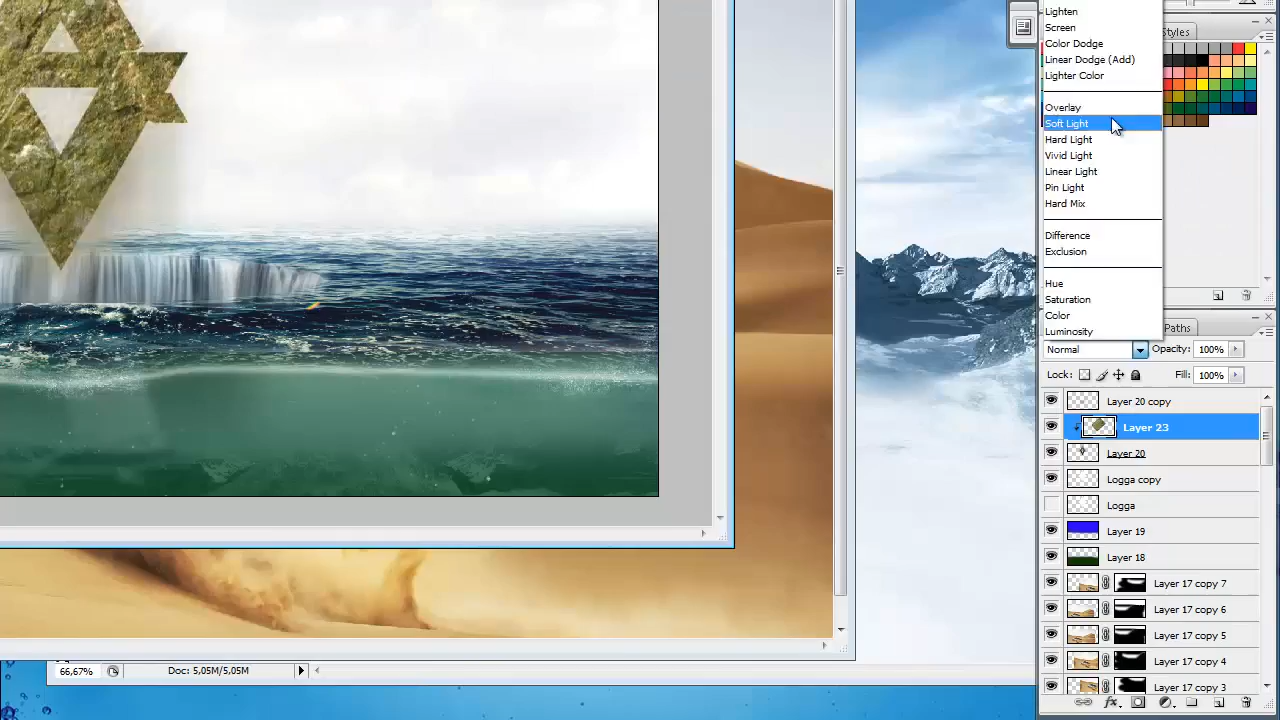 Lighten
Screen
Color Dodge
Linear Dodge (Add)
Lighter Color
Styles
Overlay
Soft Light
Hard Light
Vivid Light
Linear Light
Pin Light
Hard Mix
Difference
Exclusion
Hue
Saturation
Color
Luminosity
Paths
Normal
Opacity: 100%
Lock:
Fill: 100%
Layer 20 copy
Layer 23
Layer 20
Logga copy
Logga
Layer 19
Layer 18
Layer 17 copy 7
Layer 17 copy 6
Layer 17 copy 5
Layer 17 copy 4
Layer 17 copy 3
66,67%
Doc: 5,05M/5,05M